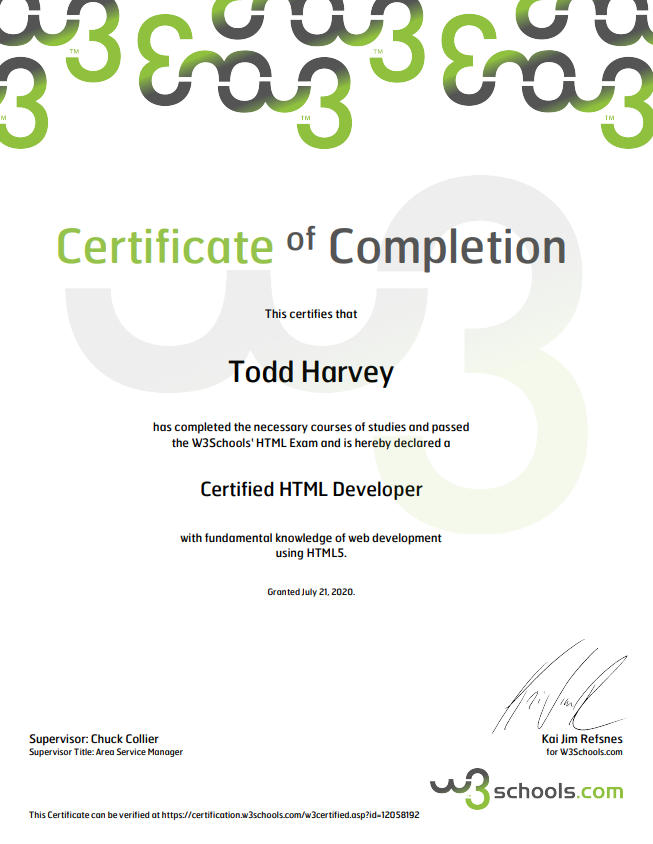 Certificate of Completion
This certifies that
Todd Harvey
has completed the necessary courses of studies and passed
the W3Schools' HTML Exam and is hereby declared a
Certified HTML Developer
with fundamental knowledge of web development
using HTML5.
Granted July 21, 2020.
Supervisor: Chuck Collier
Supervisor Title: Area Service Manager
Kai Jim Refsnes
for W3Schools.com
w3schools.com
This Certificate can be verified at https://certification.w3schools.com/w3certified.asp?id=12058192